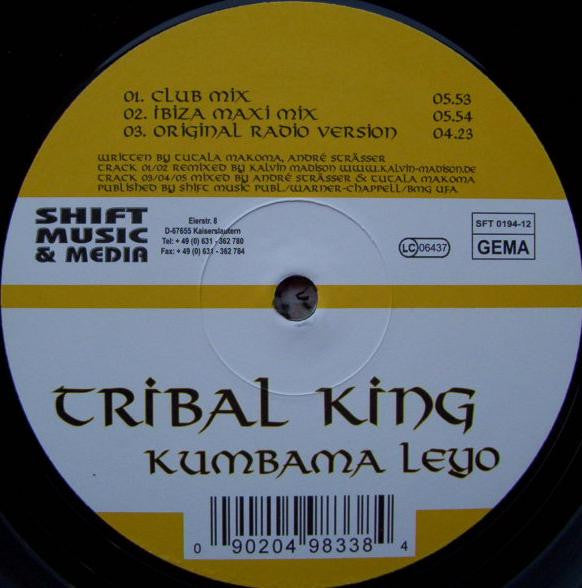 01. CLUB MIX 05.53
02. IBIZA MAXI MIX 05.54
03. ORIGINAL RADIO VERSION 04.23
WRITTEN BY TUTALA MAKOMA, ANDRÉ STRÄSSER
TRACK 01/02 REMIXED BY KALVIN MADISON WWW.KALVIN-MADISON.DE
TRACK 03/04/05 MIXED BY ANDRÉ STRÄSSER & TUTALA MAKOMA
PUBLISHED BY SHIFT MUSIC PUBL./WARNER-CHAPPELL/BMG UFA
SHIFT
MUSIC
& MEDIA
Eierstr. 8
D-67655 Kaiserslautern
Tel: + 49 (0) 631 - 362 780
Fax: + 49 (0) 631 - 362 784
LC 06437
SFT 0194-12
GEMA
TRIBAL KING
KUMBAMA LEYO
0 90204 98338 4